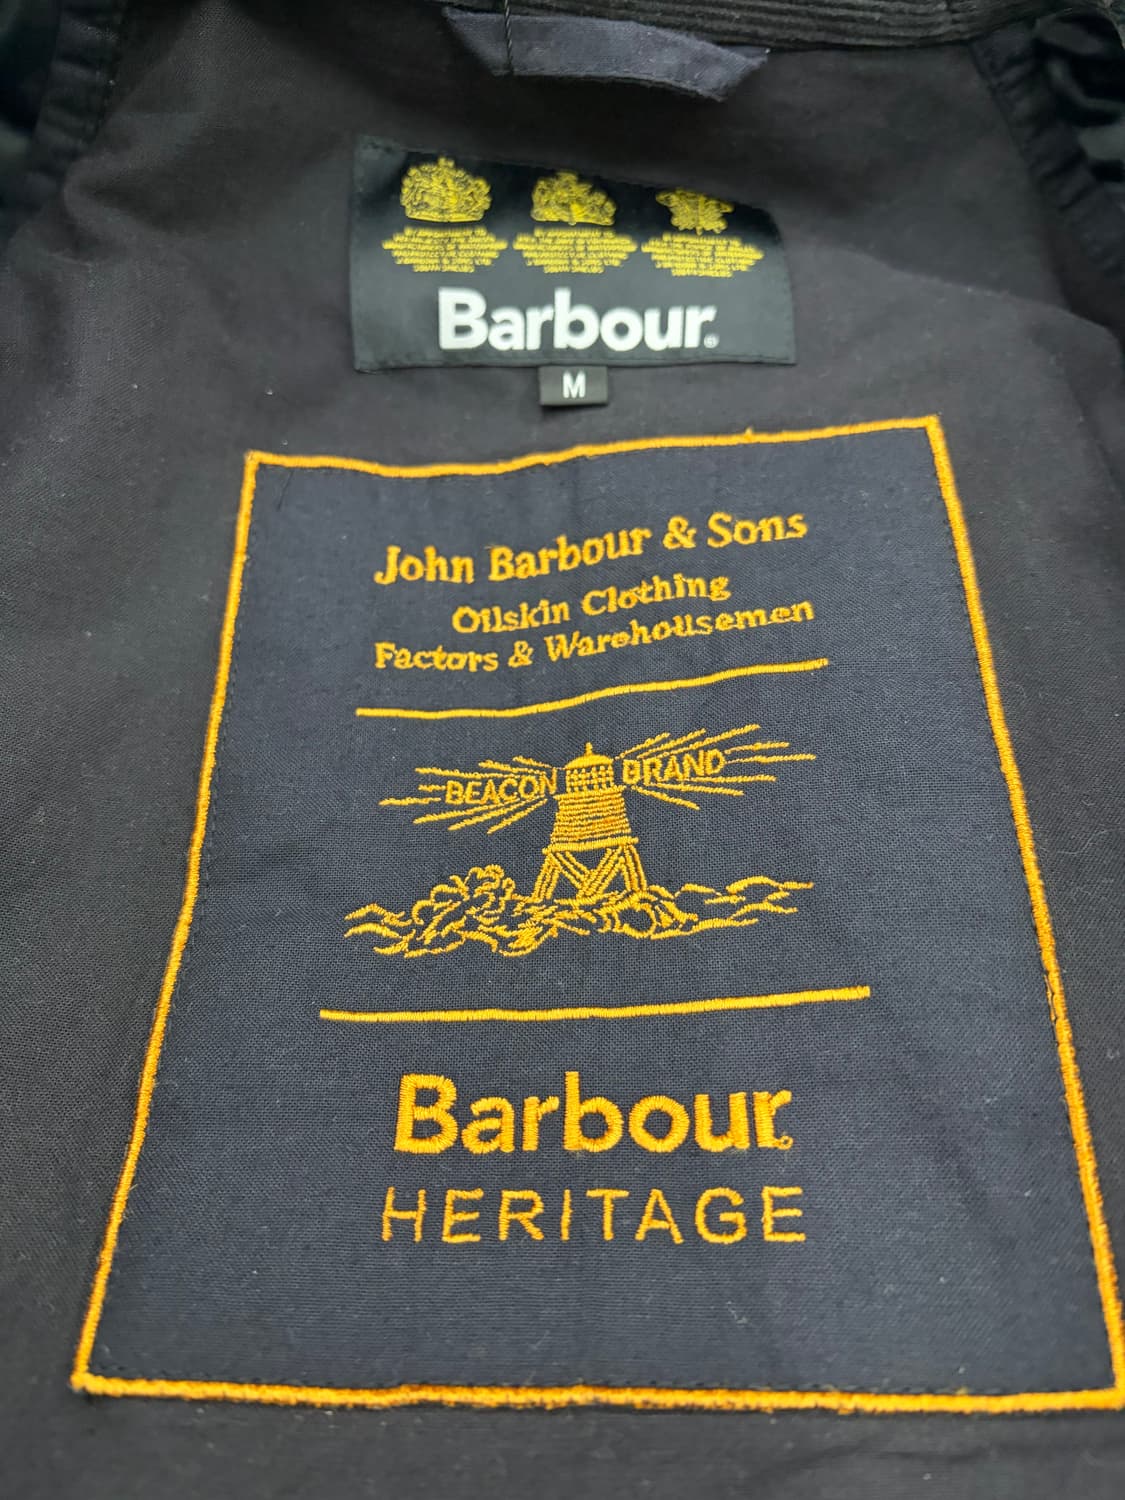 Barbour®
M
John Barbour & Sons
Oilskin Clothing
Factors & Warehousemen
BEACON BRAND
Barbour
HERITAGE